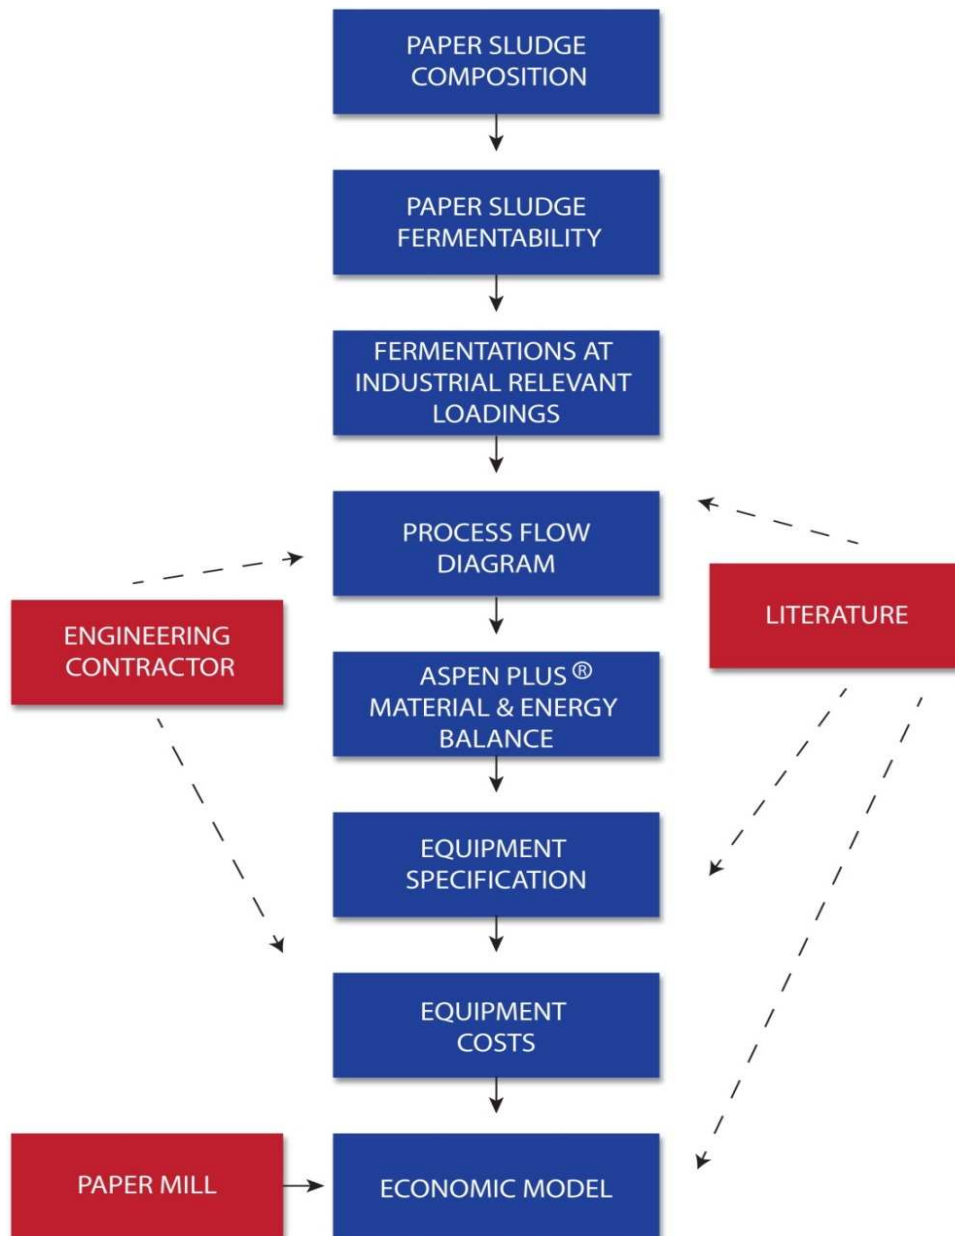 PAPER SLUDGE
COMPOSITION
PAPER SLUDGE
FERMENTABILITY
FERMENTATIONS AT
INDUSTRIAL RELEVANT
LOADINGS
PROCESS FLOW
DIAGRAM
ENGINEERING
CONTRACTOR
LITERATURE
ASPEN PLUS ®
MATERIAL & ENERGY
BALANCE
EQUIPMENT
SPECIFICATION
EQUIPMENT
COSTS
PAPER MILL
ECONOMIC MODEL